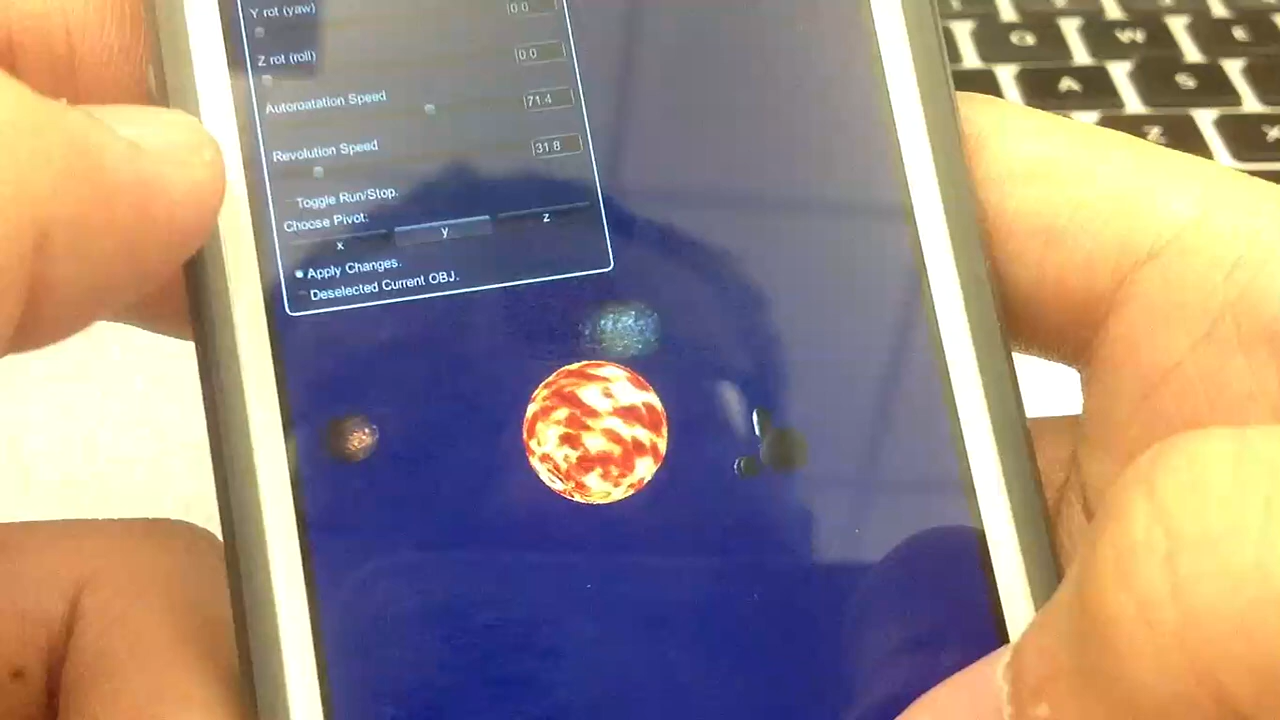 Y rot (yaw) 0.0
Z rot (roll) 0.0
Autoroatation Speed 71.4
Revolution Speed 31.8
Toggle Run/Stop.
Choose Pivot:
x y z
Apply Changes.
Deselected Current OBJ.
Q W E
A S
Z X